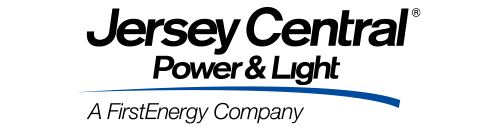 Jersey Central®
Power & Light
A FirstEnergy Company